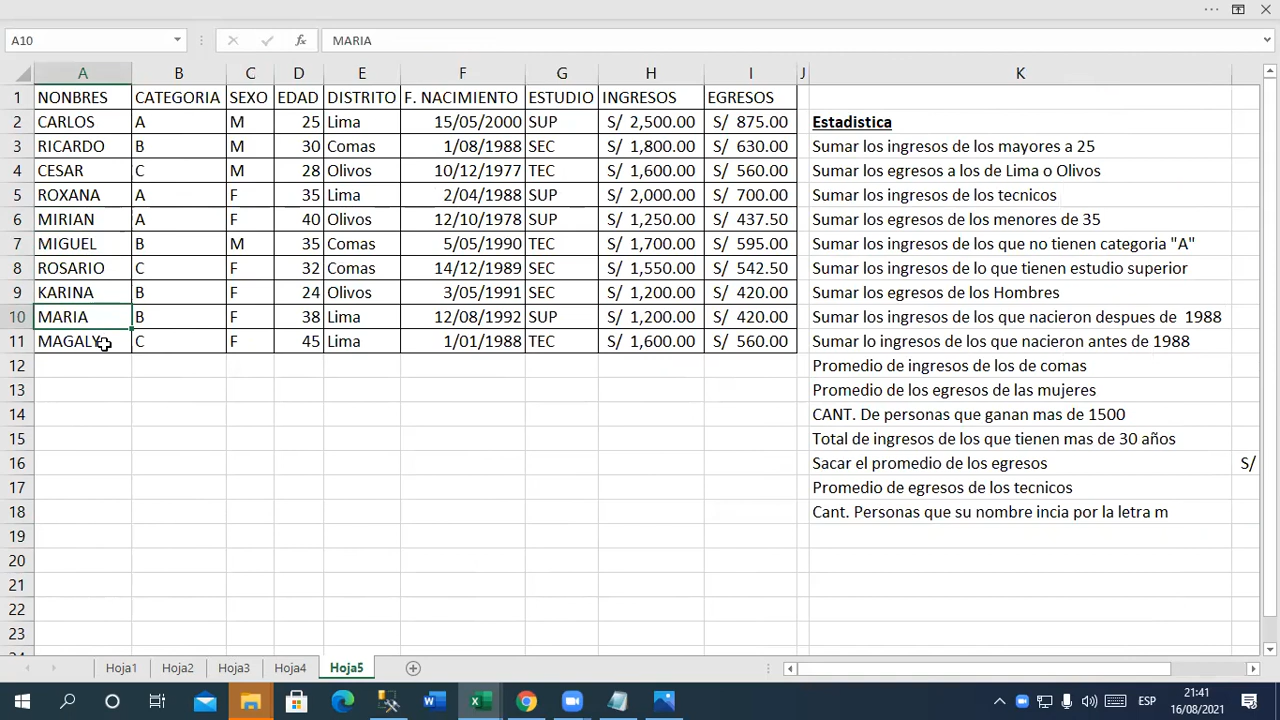 A10 MARIA
A B C D E F G H I J K
1 NONBRES CATEGORIA SEXO EDAD DISTRITO F. NACIMIENTO ESTUDIO INGRESOS EGRESOS
2 CARLOS A M 25 Lima 15/05/2000 SUP S/ 2,500.00 S/ 875.00 Estadistica
3 RICARDO B M 30 Comas 1/08/1988 SEC S/ 1,800.00 S/ 630.00 Sumar los ingresos de los mayores a 25
4 CESAR C M 28 Olivos 10/12/1977 TEC S/ 1,600.00 S/ 560.00 Sumar los egresos a los de Lima o Olivos
5 ROXANA A F 35 Lima 2/04/1988 SUP S/ 2,000.00 S/ 700.00 Sumar los ingresos de los tecnicos
6 MIRIAN A F 40 Olivos 12/10/1978 SUP S/ 1,250.00 S/ 437.50 Sumar los egresos de los menores de 35
7 MIGUEL B M 35 Comas 5/05/1990 TEC S/ 1,700.00 S/ 595.00 Sumar los ingresos de los que no tienen categoria "A"
8 ROSARIO C F 32 Comas 14/12/1989 SEC S/ 1,550.00 S/ 542.50 Sumar los ingresos de lo que tienen estudio superior
9 KARINA B F 24 Olivos 3/05/1991 SEC S/ 1,200.00 S/ 420.00 Sumar los egresos de los Hombres
10 MARIA B F 38 Lima 12/08/1992 SUP S/ 1,200.00 S/ 420.00 Sumar los ingresos de los que nacieron despues de 1988
11 MAGALY C F 45 Lima 1/01/1988 TEC S/ 1,600.00 S/ 560.00 Sumar lo ingresos de los que nacieron antes de 1988
12 Promedio de ingresos de los de comas
13 Promedio de los egresos de las mujeres
14 CANT. De personas que ganan mas de 1500
15 Total de ingresos de los que tienen mas de 30 años
16 Sacar el promedio de los egresos S/
17 Promedio de egresos de los tecnicos
18 Cant. Personas que su nombre incia por la letra m
19
20
21
22
23
Hoja1 Hoja2 Hoja3 Hoja4 Hoja5
ESP 21:41
16/08/2021